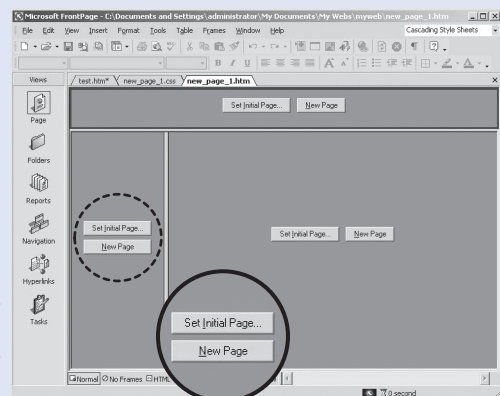 Microsoft FrontPage - C:\Documents and Settings\administrator\My Documents\My Webs\myweb\new_page_1.htm
File Edit View Insert Format Tools Table Frames Window Help
Cascading Style Sheets
Views
test.htm* new_page_1.css new_page_1.htm
Set Initial Page... New Page
Page
Folders
Reports
Navigation
Hyperlinks
Tasks
Set Initial Page...
New Page
Set Initial Page... New Page
Set Initial Page...
New Page
Normal No Frames HTML
0 second